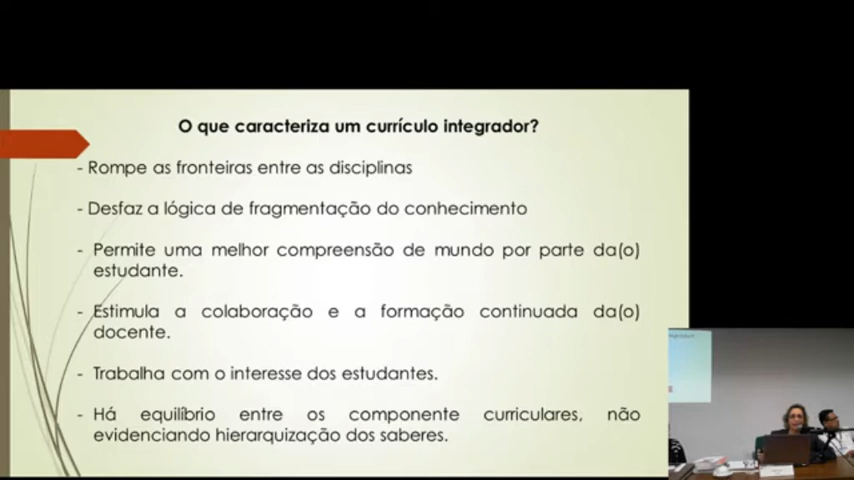 O que caracteriza um currículo integrador?
- Rompe as fronteiras entre as disciplinas
- Desfaz a lógica de fragmentação do conhecimento
- Permite uma melhor compreensão de mundo por parte da(o)
estudante.
- Estimula a colaboração e a formação continuada da(o)
docente.
- Trabalha com o interesse dos estudantes.
- Há equilíbrio entre os componente curriculares, não
evidenciando hierarquização dos saberes.